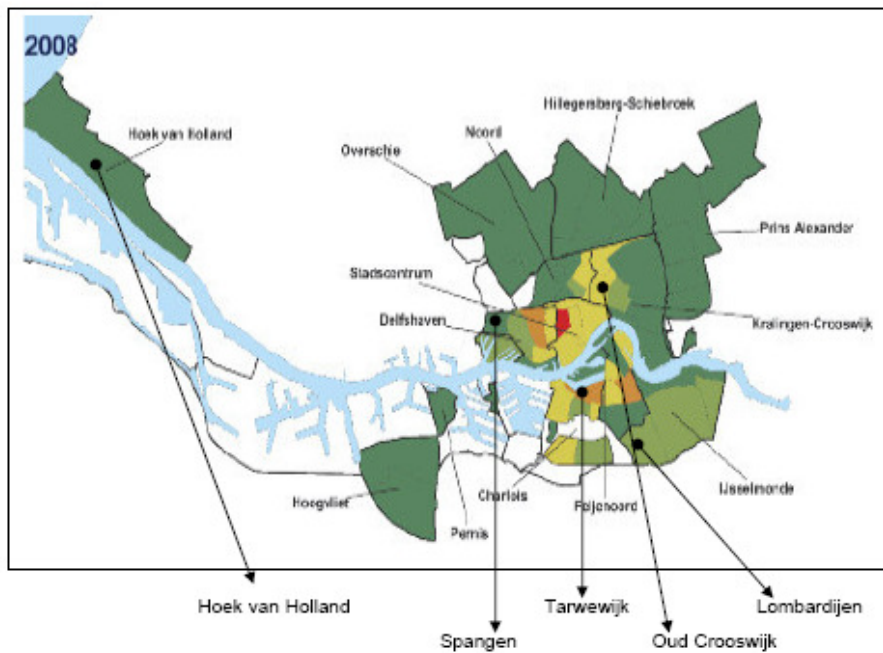 2008
Hillegersberg-Schiebroek
Hoek van Holland
Noord
Overschie
Prins Alexander
Stadscentrum
Delfshaven
Kralingen-Crooswijk
IJsselmonde
Hoogvliet
Charlois
Feijenoord
Pernis
Hoek van Holland
Tarwewijk
Lombardijen
Spangen
Oud Crooswijk